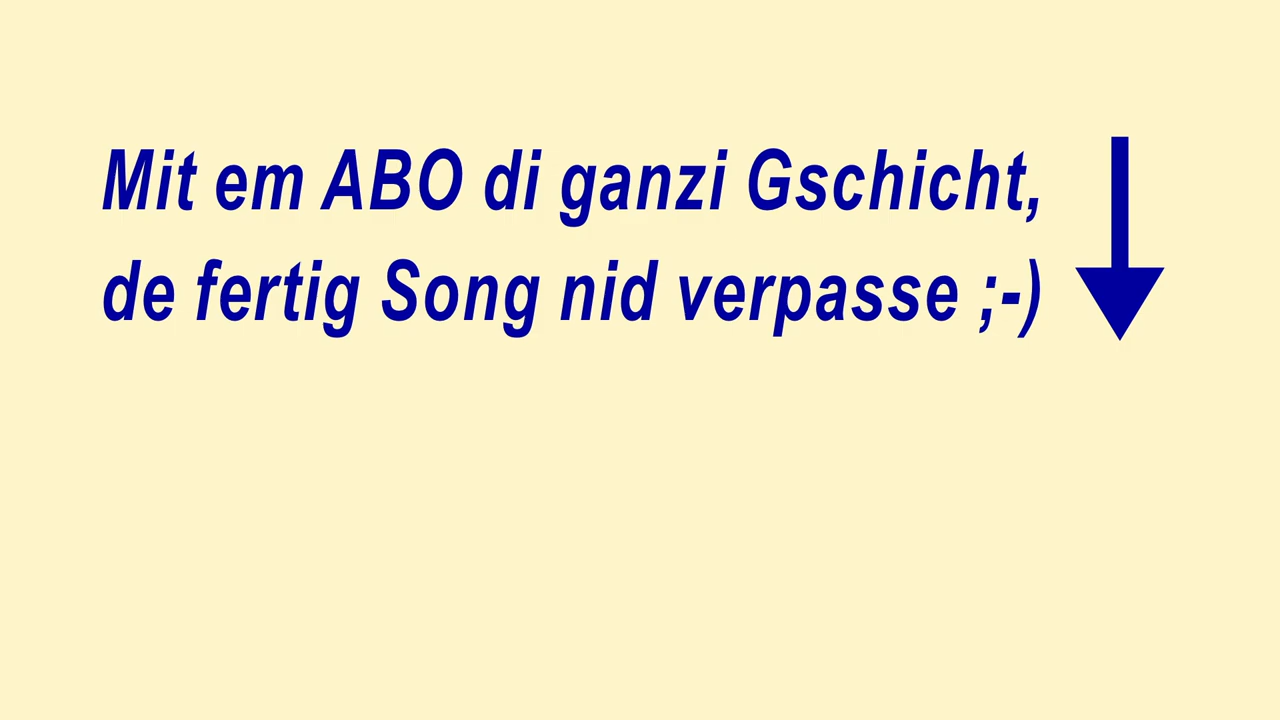 Mit em ABO di ganzi Gschicht,
de fertig Song nid verpasse ;-)